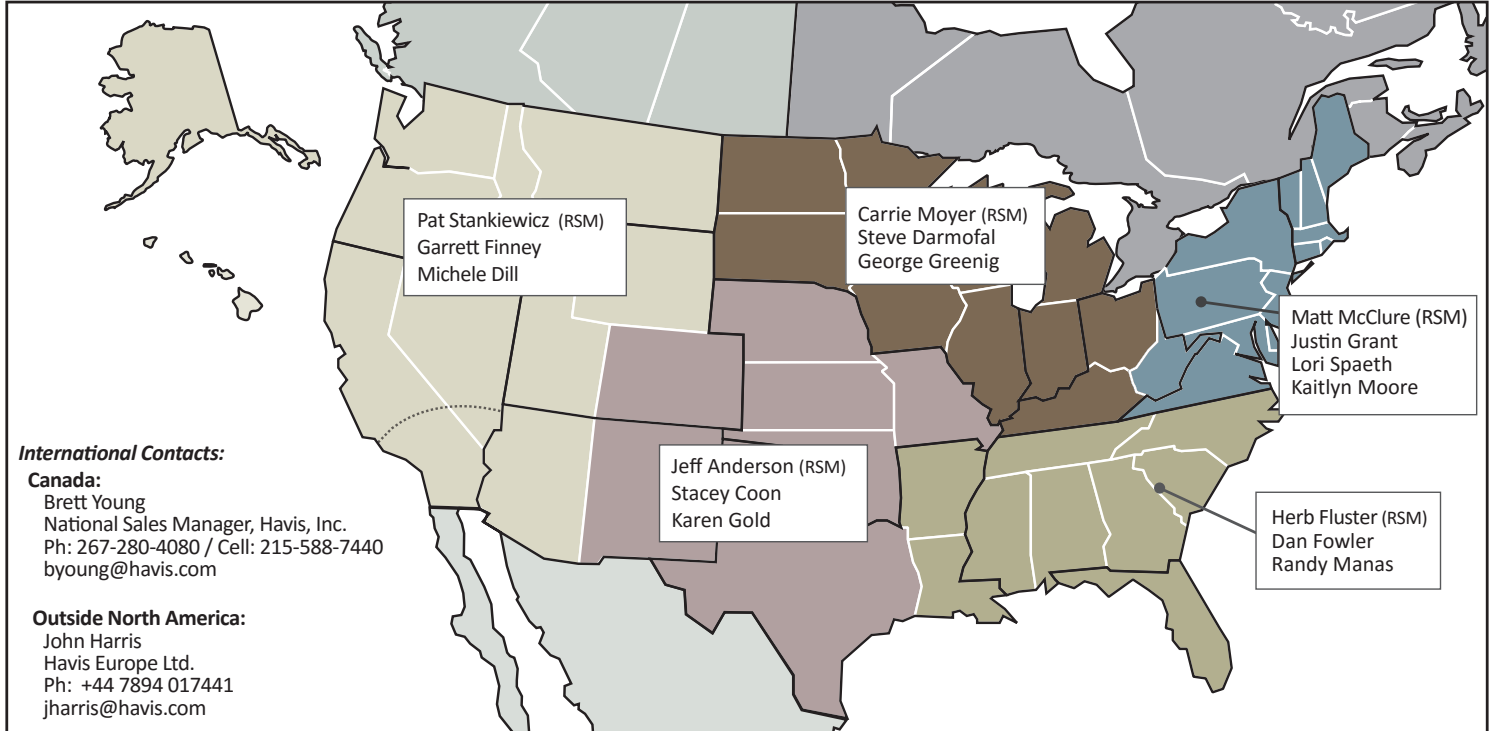 Pat Stankiewicz (RSM)
Garrett Finney
Michele Dill
Carrie Moyer (RSM)
Steve Darmofal
George Greenig
Matt McClure (RSM)
Justin Grant
Lori Spaeth
Kaitlyn Moore
Jeff Anderson (RSM)
Stacey Coon
Karen Gold
Herb Fluster (RSM)
Dan Fowler
Randy Manas
International Contacts:
Canada:
Brett Young
National Sales Manager, Havis, Inc.
Ph: 267-280-4080 / Cell: 215-588-7440
byoung@havis.com
Outside North America:
John Harris
Havis Europe Ltd.
Ph: +44 7894 017441
jharris@havis.com